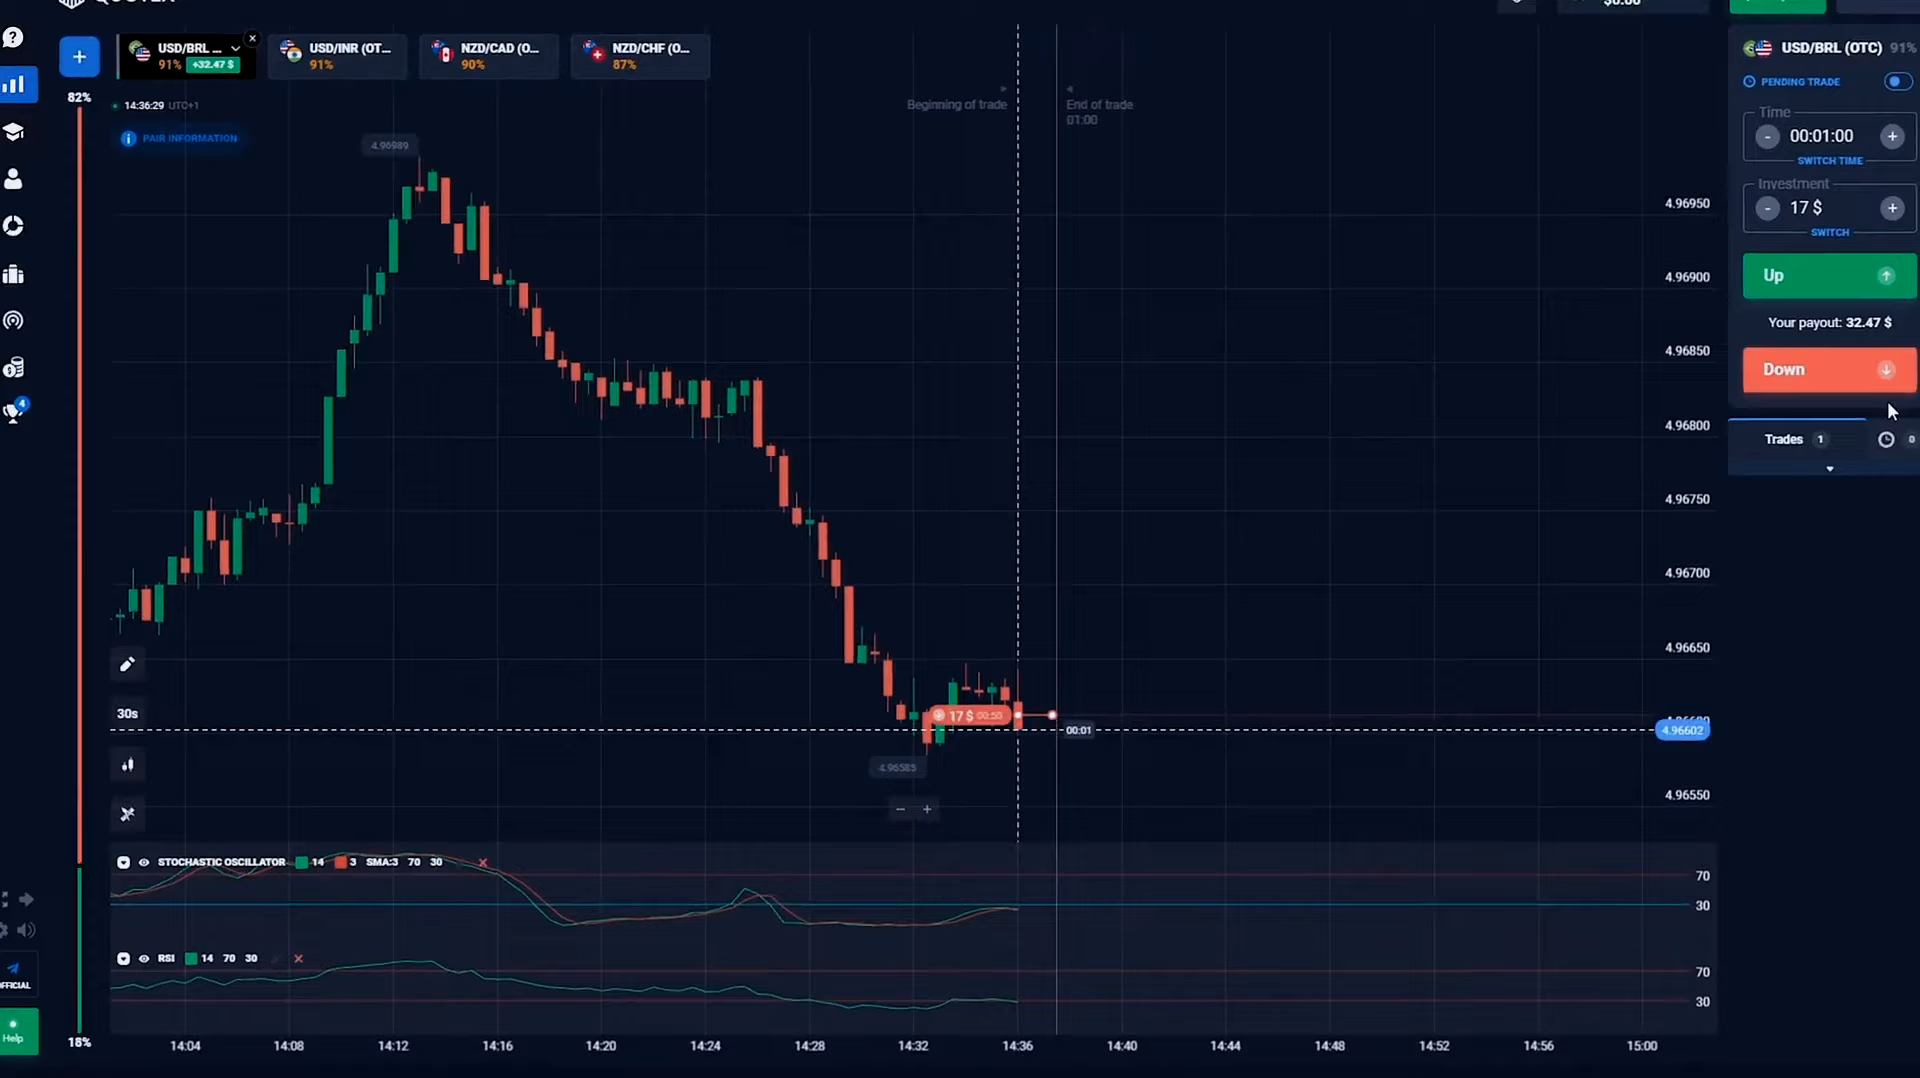 USD/BRL ...
91% +32.47 $
USD/INR (OT...
91%
NZD/CAD (O...
90%
NZD/CHF (O...
87%
82%
14:36:29 UTC+1
PAIR INFORMATION
Beginning of trade
End of trade
01:00
4.96989
4.96950
4.96900
4.96850
4.96800
4.96750
4.96700
4.96650
4.96602
4.96550
17 $ 00:50
00:01
4.96585
30s
STOCHASTIC OSCILLATOR 14 3 SMA:3 70 30
70
30
RSI 14 70 30
70
30
14:04 14:08 14:12 14:16 14:20 14:24 14:28 14:32 14:36 14:40 14:44 14:48 14:52 14:56 15:00
18%
4
Help
USD/BRL (OTC) 91%
PENDING TRADE
Time
- 00:01:00 +
SWITCH TIME
Investment
- 17 $ +
SWITCH
Up
Your payout: 32.47 $
Down
Trades 1 0